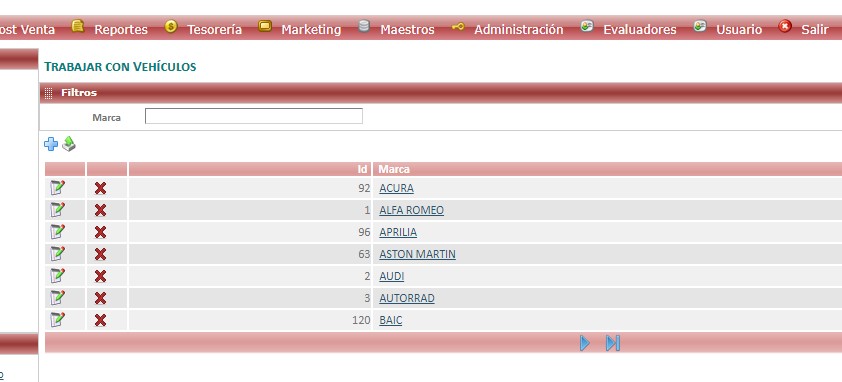 ost Venta Reportes Tesorería Marketing Maestros Administración Evaluadores Usuario Salir
TRABAJAR CON VEHÍCULOS
Filtros
Marca
Id Marca
92 ACURA
1 ALFA ROMEO
96 APRILIA
63 ASTON MARTIN
2 AUDI
3 AUTORRAD
120 BAIC
o